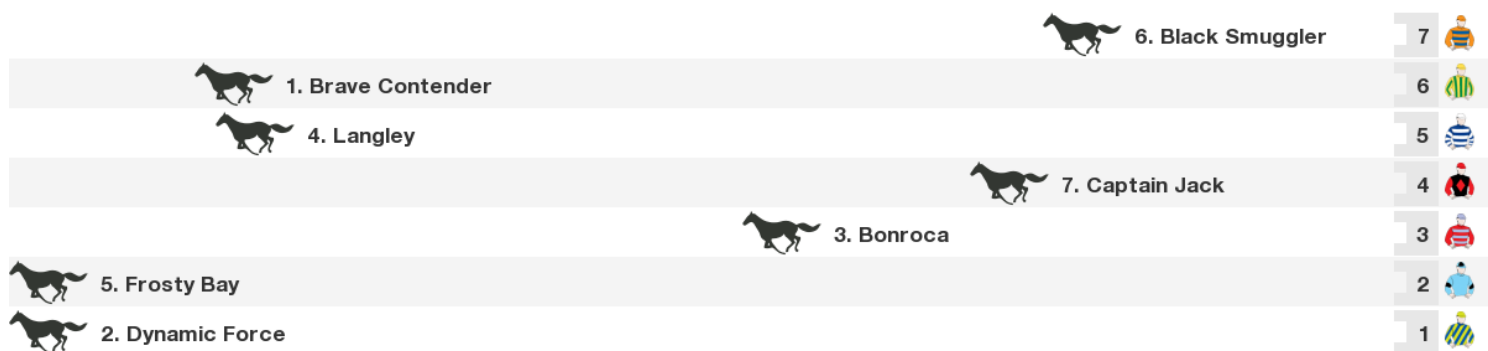 6. Black Smuggler 7
1. Brave Contender 6
4. Langley 5
7. Captain Jack 4
3. Bonroca 3
5. Frosty Bay 2
2. Dynamic Force 1